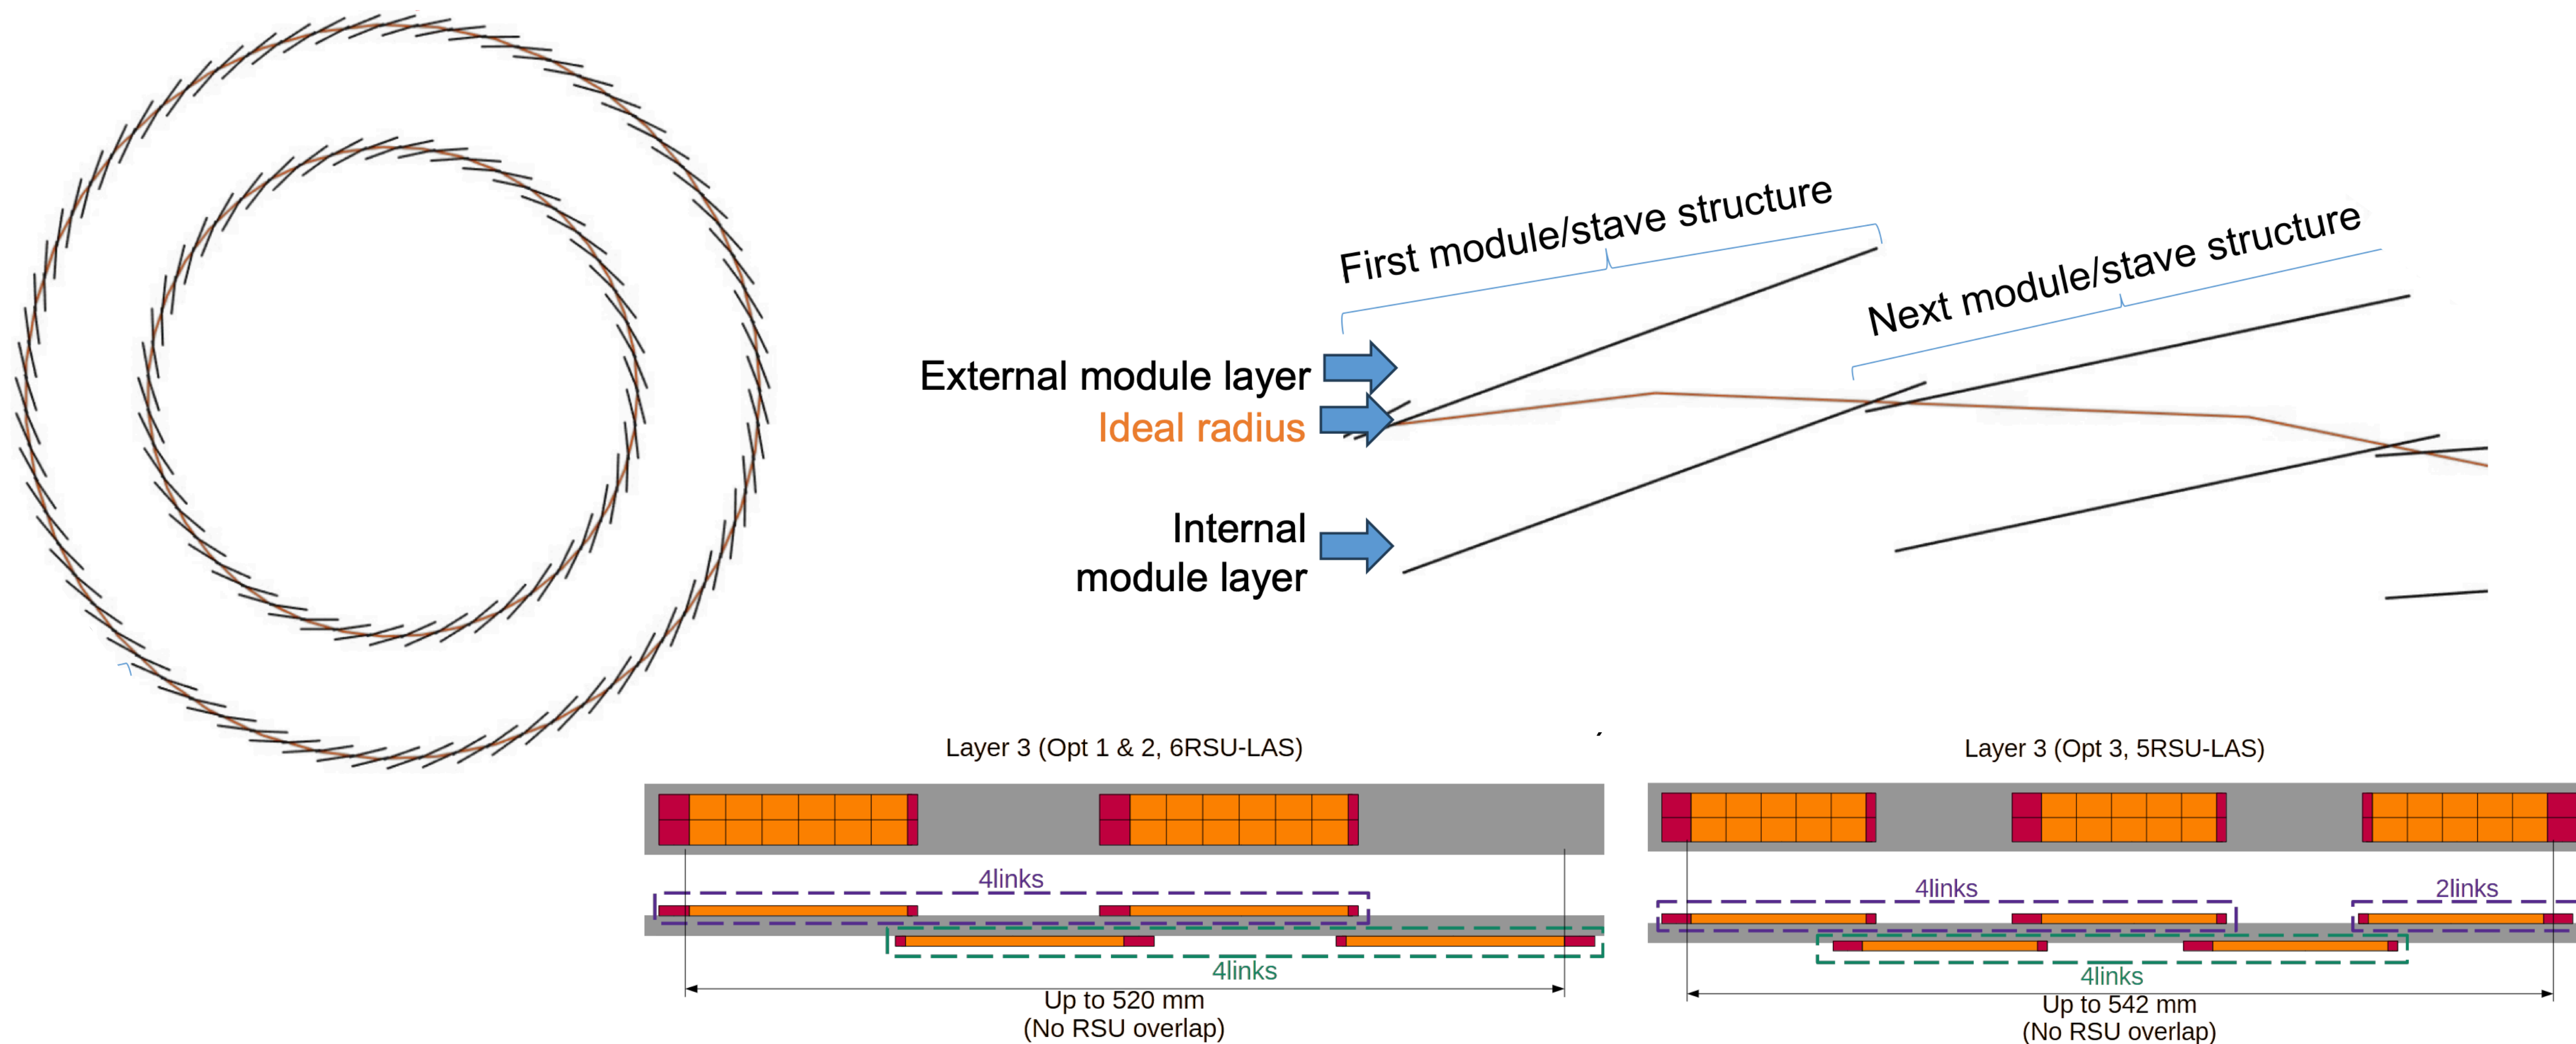 First module/stave structure
Next module/stave structure
External module layer
Ideal radius
Internal
module layer
Layer 3 (Opt 1 & 2, 6RSU-LAS)
4links
4links
Up to 520 mm
(No RSU overlap)
Layer 3 (Opt 3, 5RSU-LAS)
4links
2links
4links
Up to 542 mm
(No RSU overlap)